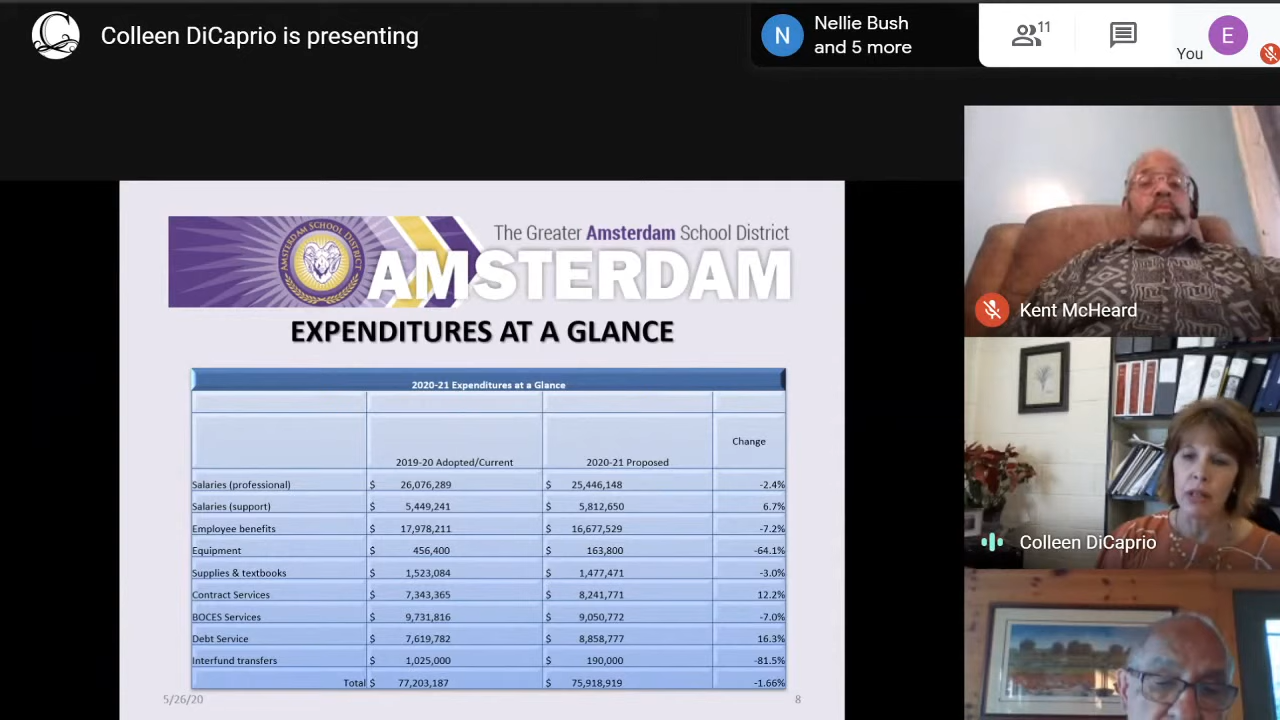 Colleen DiCaprio is presenting
N
Nellie Bush
and 5 more
11
You
E
The Greater Amsterdam School District
AMSTERDAM SCHOOL DISTRICT
AMSTERDAM
EXPENDITURES AT A GLANCE
2020-21 Expenditures at a Glance
2019-20 Adopted/Current 2020-21 Proposed Change
Salaries (professional) $ 26,076,289 $ 25,446,148 -2.4%
Salaries (support) $ 5,449,241 $ 5,812,650 6.7%
Employee benefits $ 17,978,211 $ 16,677,529 -7.2%
Equipment $ 456,400 $ 163,800 -64.1%
Supplies & textbooks $ 1,523,084 $ 1,477,471 -3.0%
Contract Services $ 7,343,365 $ 8,241,771 12.2%
BOCES Services $ 9,731,816 $ 9,050,772 -7.0%
Debt Service $ 7,619,782 $ 8,858,777 16.3%
Interfund transfers $ 1,025,000 $ 190,000 -81.5%
Total $ 77,203,187 $ 75,918,919 -1.66%
5/26/20
8
Kent McHeard
Colleen DiCaprio